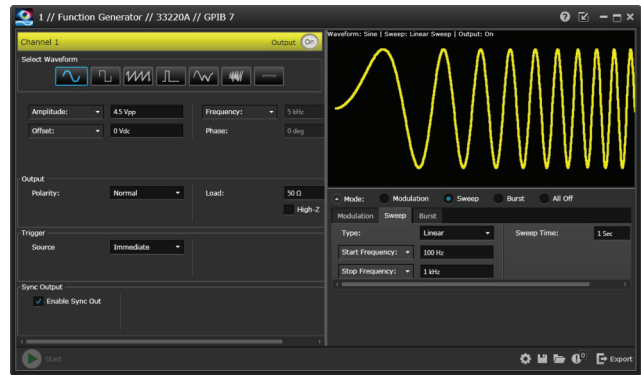 1 // Function Generator // 33220A // GPIB 7
Channel 1 Output On
Select Waveform
Amplitude: 4.5 Vpp Frequency: 5 kHz
Offset: 0 Vdc Phase: 0 deg
Output
Polarity: Normal Load: 50 Ω
High-Z
Trigger
Source Immediate
Sync Output
Enable Sync Out
Start
Waveform: Sine | Sweep: Linear Sweep | Output: On
Mode: Modulation Sweep Burst All Off
Modulation Sweep Burst
Type: Linear Sweep Time: 1 Sec
Start Frequency: 100 Hz
Stop Frequency: 1 kHz
0 Export